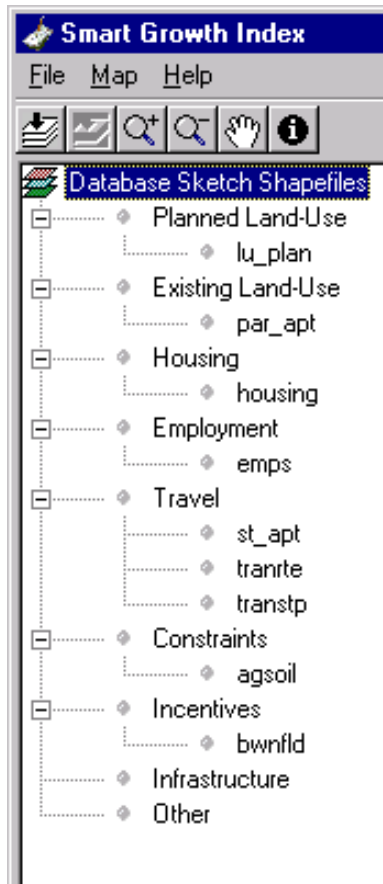 Smart Growth Index
File Map Help
Database Sketch Shapefiles
Planned Land-Use
lu_plan
Existing Land-Use
par_apt
Housing
housing
Employment
emps
Travel
st_apt
tranrte
transtp
Constraints
agsoil
Incentives
bwnfld
Infrastructure
Other